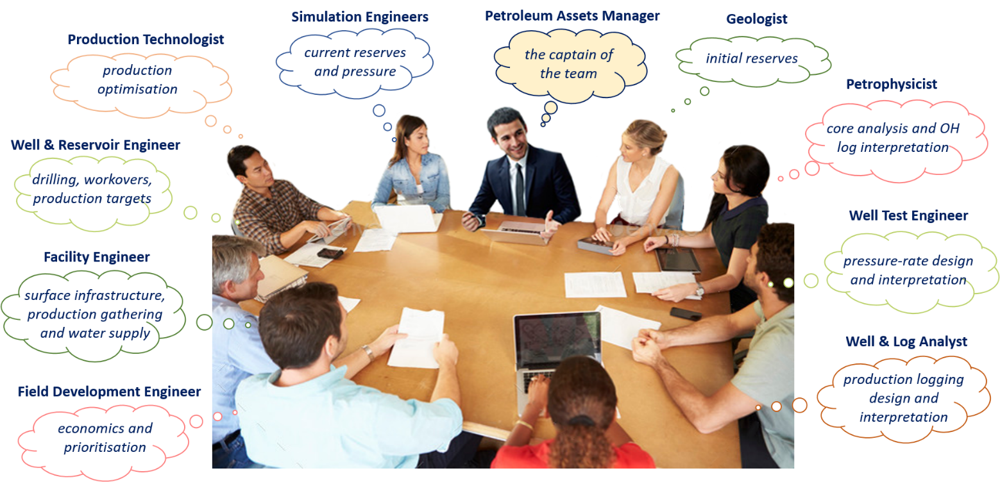 Simulation Engineers
current reserves
and pressure
Petroleum Assets Manager
the captain of
the team
Geologist
initial reserves
Production Technologist
production
optimisation
Petrophysicist
core analysis and OH
log interpretation
Well & Reservoir Engineer
drilling, workovers,
production targets
Well Test Engineer
pressure-rate design
and interpretation
Facility Engineer
surface infrastructure,
production gathering
and water supply
Well & Log Analyst
production logging
design and
interpretation
Field Development Engineer
economics and
prioritisation